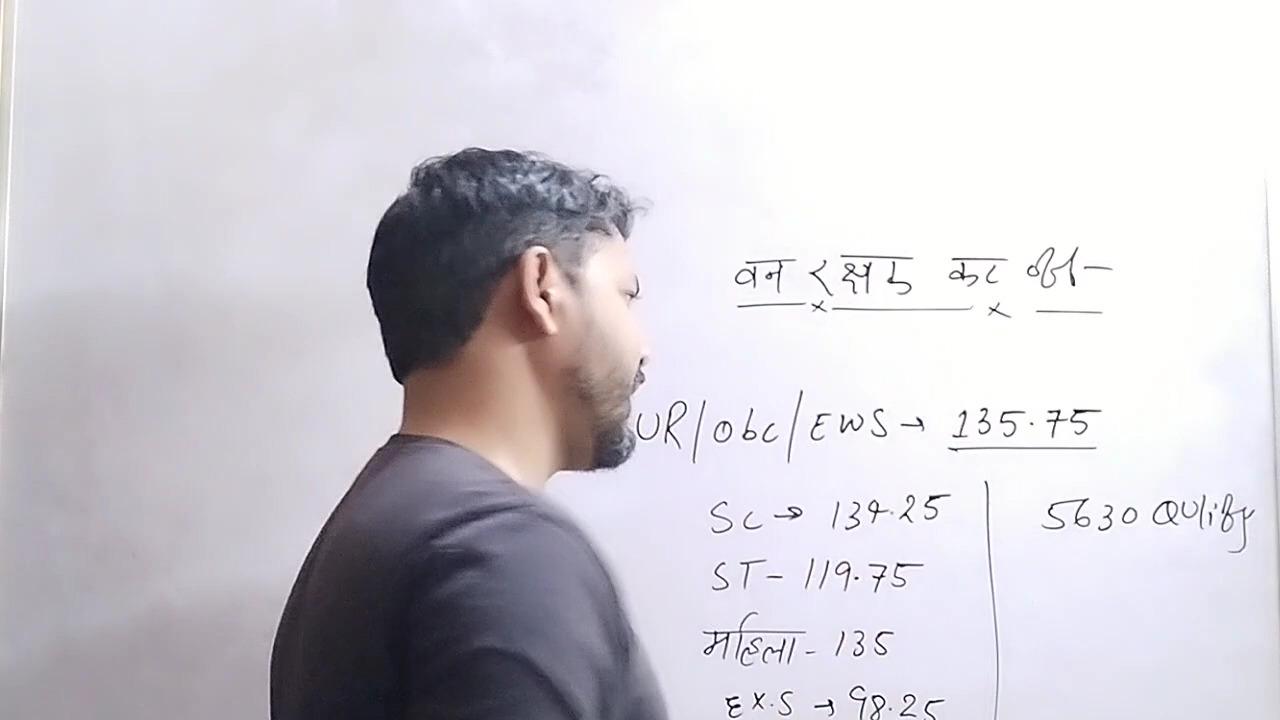 वन रक्षक कट ऑफ-
UR/obc/EWS → 135.75
SC → 134.25
5630 QUlify
ST - 119.75
महिला - 135
EX.S → 98.25